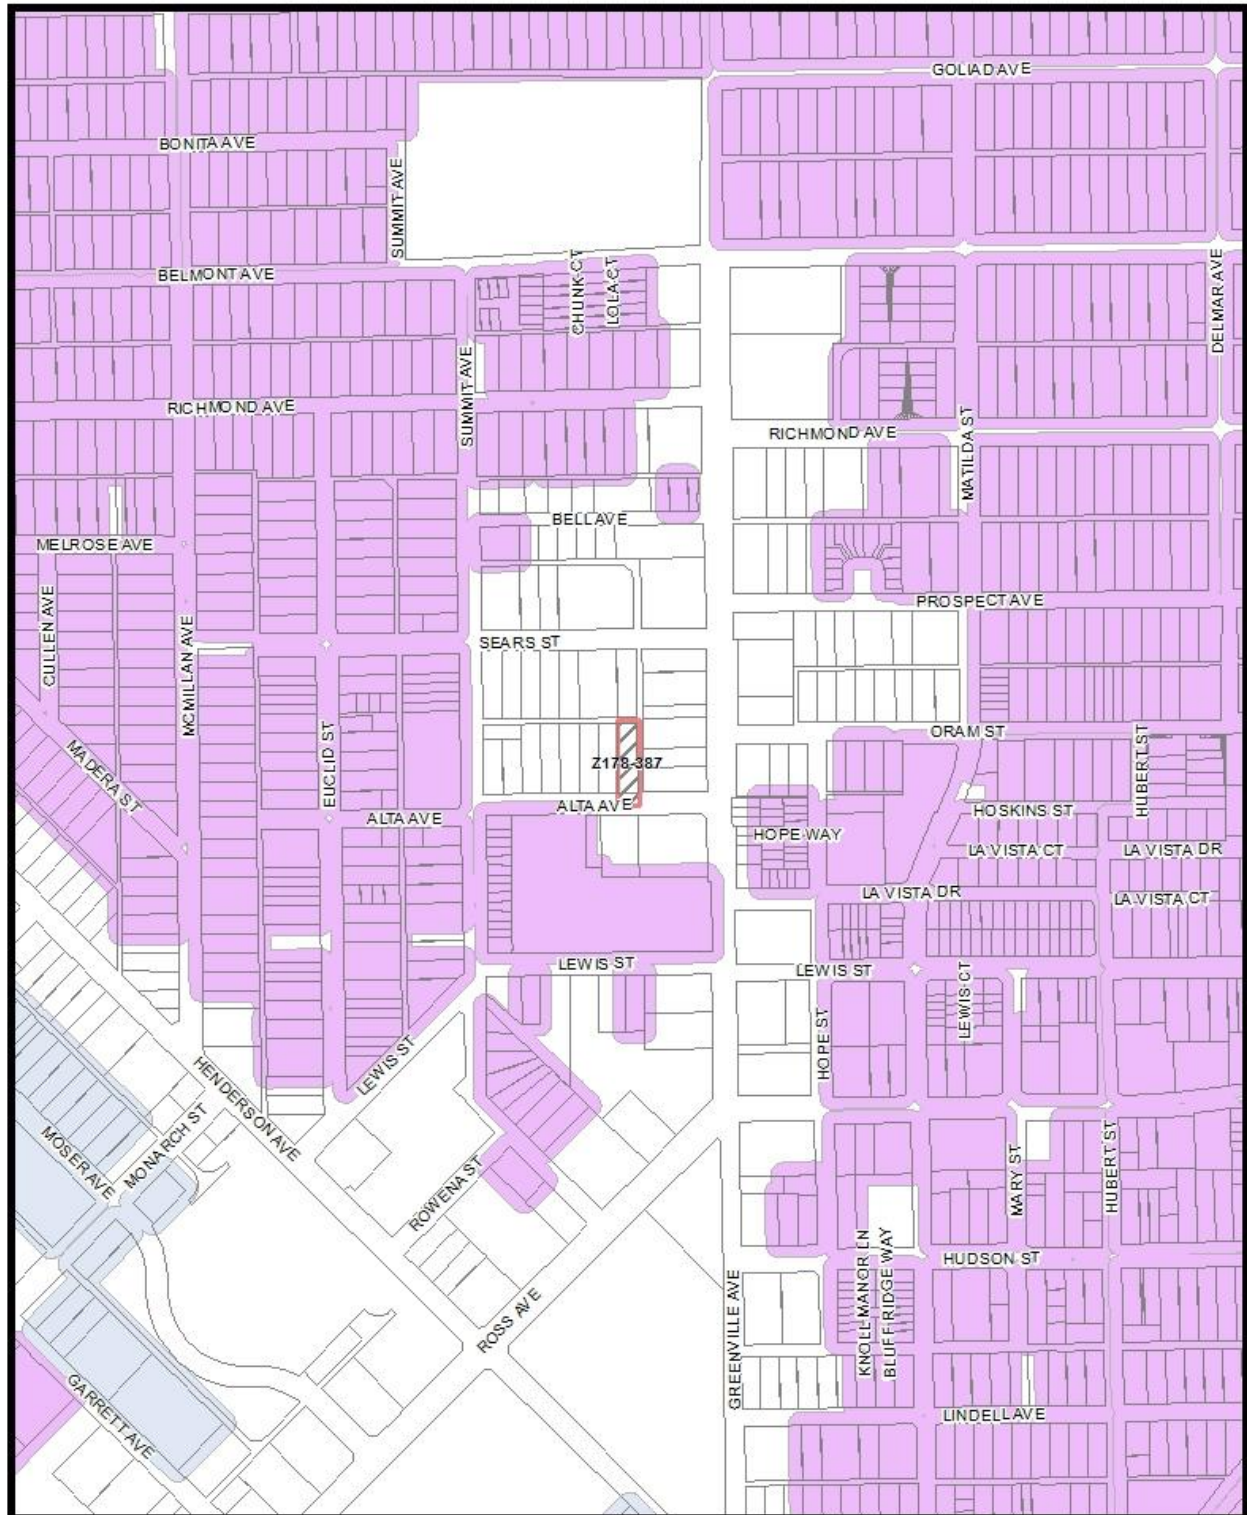 GOLIAD AVE
BONITA AVE
SUMMIT AVE
BELMONT AVE
CHUNK CT
LOLA CT
DELMAR AVE
SUMMIT AVE
RICHMOND AVE
RICHMOND AVE
MATILDA ST
BELL AVE
MELROSE AVE
CULLEN AVE
PROSPECT AVE
MCMILLAN AVE
SEARS ST
EUCLID ST
ORAM ST
HUBERT ST
MADERA ST
Z178-387
ALTA AVE
ALTA AVE
HOSKINS ST
HOPE WAY
LA VISTA CT
LA VISTA DR
LA VISTA DR
LA VISTA CT
LEWIS ST
LEWIS ST
LEWIS CT
HOPE ST
LEWIS ST
HENDERSON AVE
MONARCH ST
MOSER AVE
ROWENA ST
MARY ST
HUBERT ST
KNOLL MANOR LN
BLUFF RIDGE WAY
HUDSON ST
GREENVILLE AVE
ROSS AVE
GARRETT AVE
LINDELL AVE